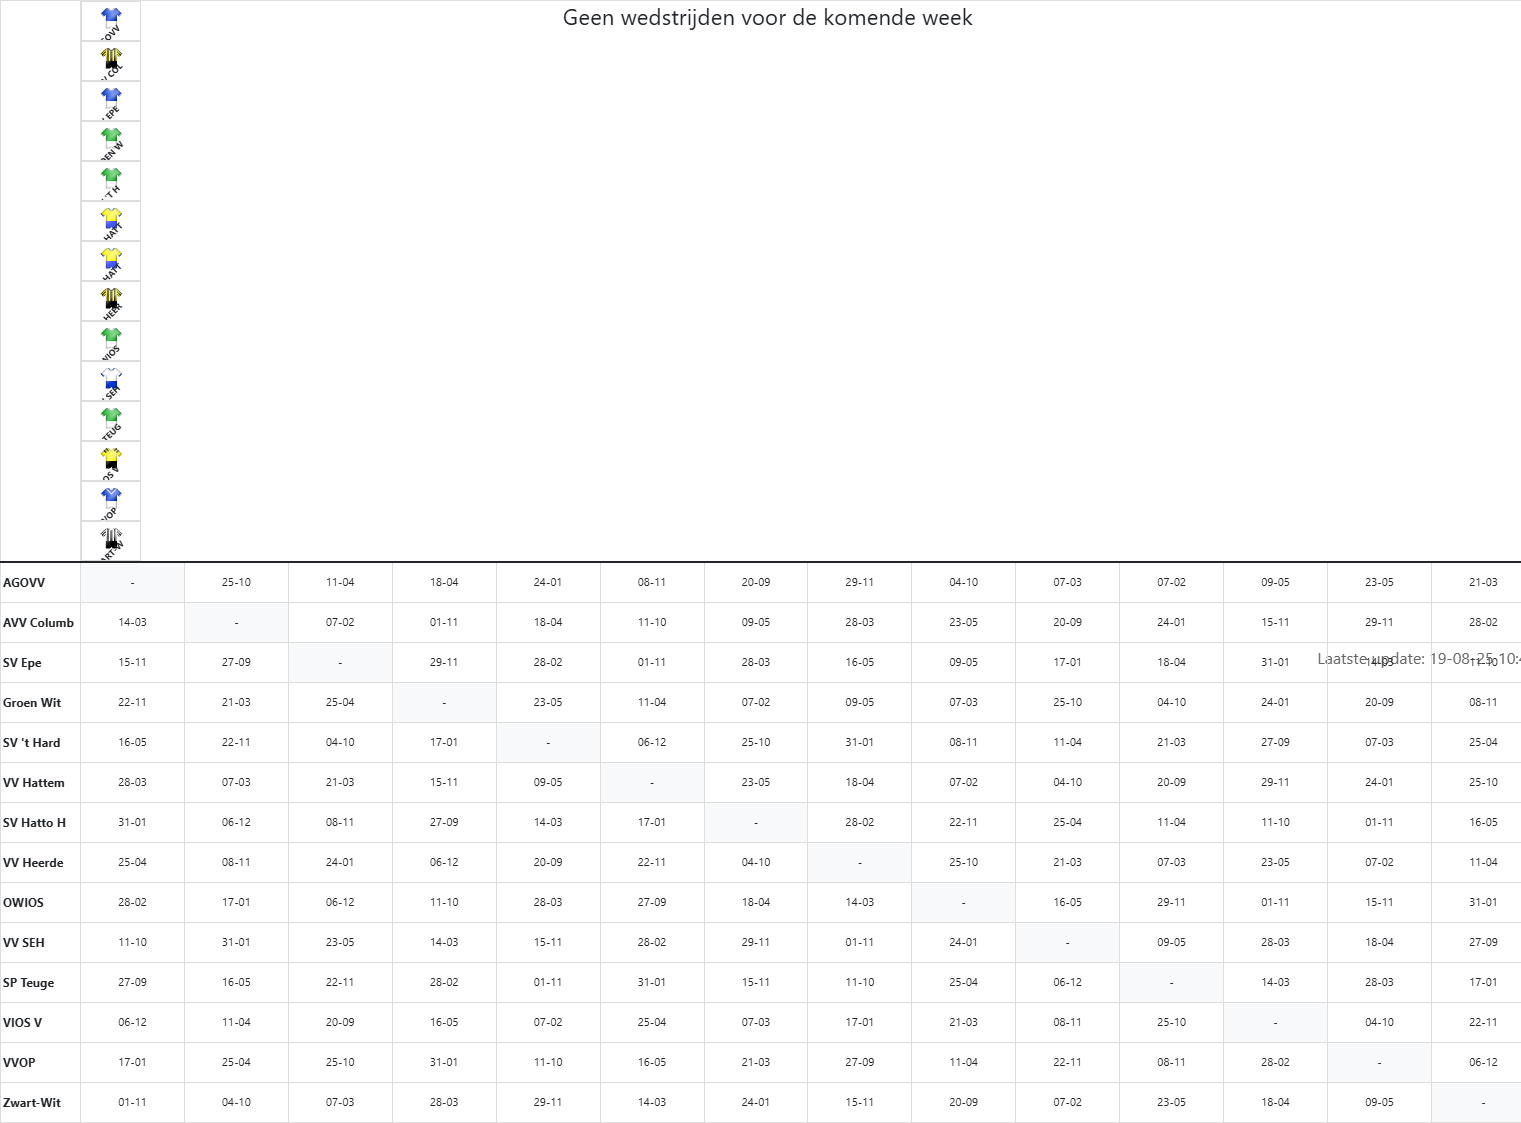 Geen wedstrijden voor de komende week
AGOVV - 25-10 11-04 18-04 24-01 08-11 20-09 29-11 04-10 07-03 07-02 09-05 23-05 21-03
AVV Columb 14-03 - 07-02 01-11 18-04 11-10 09-05 28-03 23-05 20-09 24-01 15-11 29-11 28-02
SV Epe 15-11 27-09 - 29-11 28-02 01-11 28-03 16-05 09-05 17-01 18-04 31-01 14-03 11-10
Laatste update: 19-08-25 10:4
Groen Wit 22-11 21-03 25-04 - 23-05 11-04 07-02 09-05 07-03 25-10 04-10 24-01 20-09 08-11
SV 't Hard 16-05 22-11 04-10 17-01 - 06-12 25-10 31-01 08-11 11-04 21-03 27-09 07-03 25-04
VV Hattem 28-03 07-03 21-03 15-11 09-05 - 23-05 18-04 07-02 04-10 20-09 29-11 24-01 25-10
SV Hatto H 31-01 06-12 08-11 27-09 14-03 17-01 - 28-02 22-11 25-04 11-04 11-10 01-11 16-05
VV Heerde 25-04 08-11 24-01 06-12 20-09 22-11 04-10 - 25-10 21-03 07-03 23-05 07-02 11-04
OWIOS 28-02 17-01 06-12 11-10 28-03 27-09 18-04 14-03 - 16-05 29-11 01-11 15-11 31-01
VV SEH 11-10 31-01 23-05 14-03 15-11 28-02 29-11 01-11 24-01 - 09-05 28-03 18-04 27-09
SP Teuge 27-09 16-05 22-11 28-02 01-11 31-01 15-11 11-10 25-04 06-12 - 14-03 28-03 17-01
VIOS V 06-12 11-04 20-09 16-05 07-02 25-04 07-03 17-01 21-03 08-11 25-10 - 04-10 22-11
VVOP 17-01 25-04 25-10 31-01 11-10 16-05 21-03 27-09 11-04 22-11 08-11 28-02 - 06-12
Zwart-Wit 01-11 04-10 07-03 28-03 29-11 14-03 24-01 15-11 20-09 07-02 23-05 18-04 09-05 -